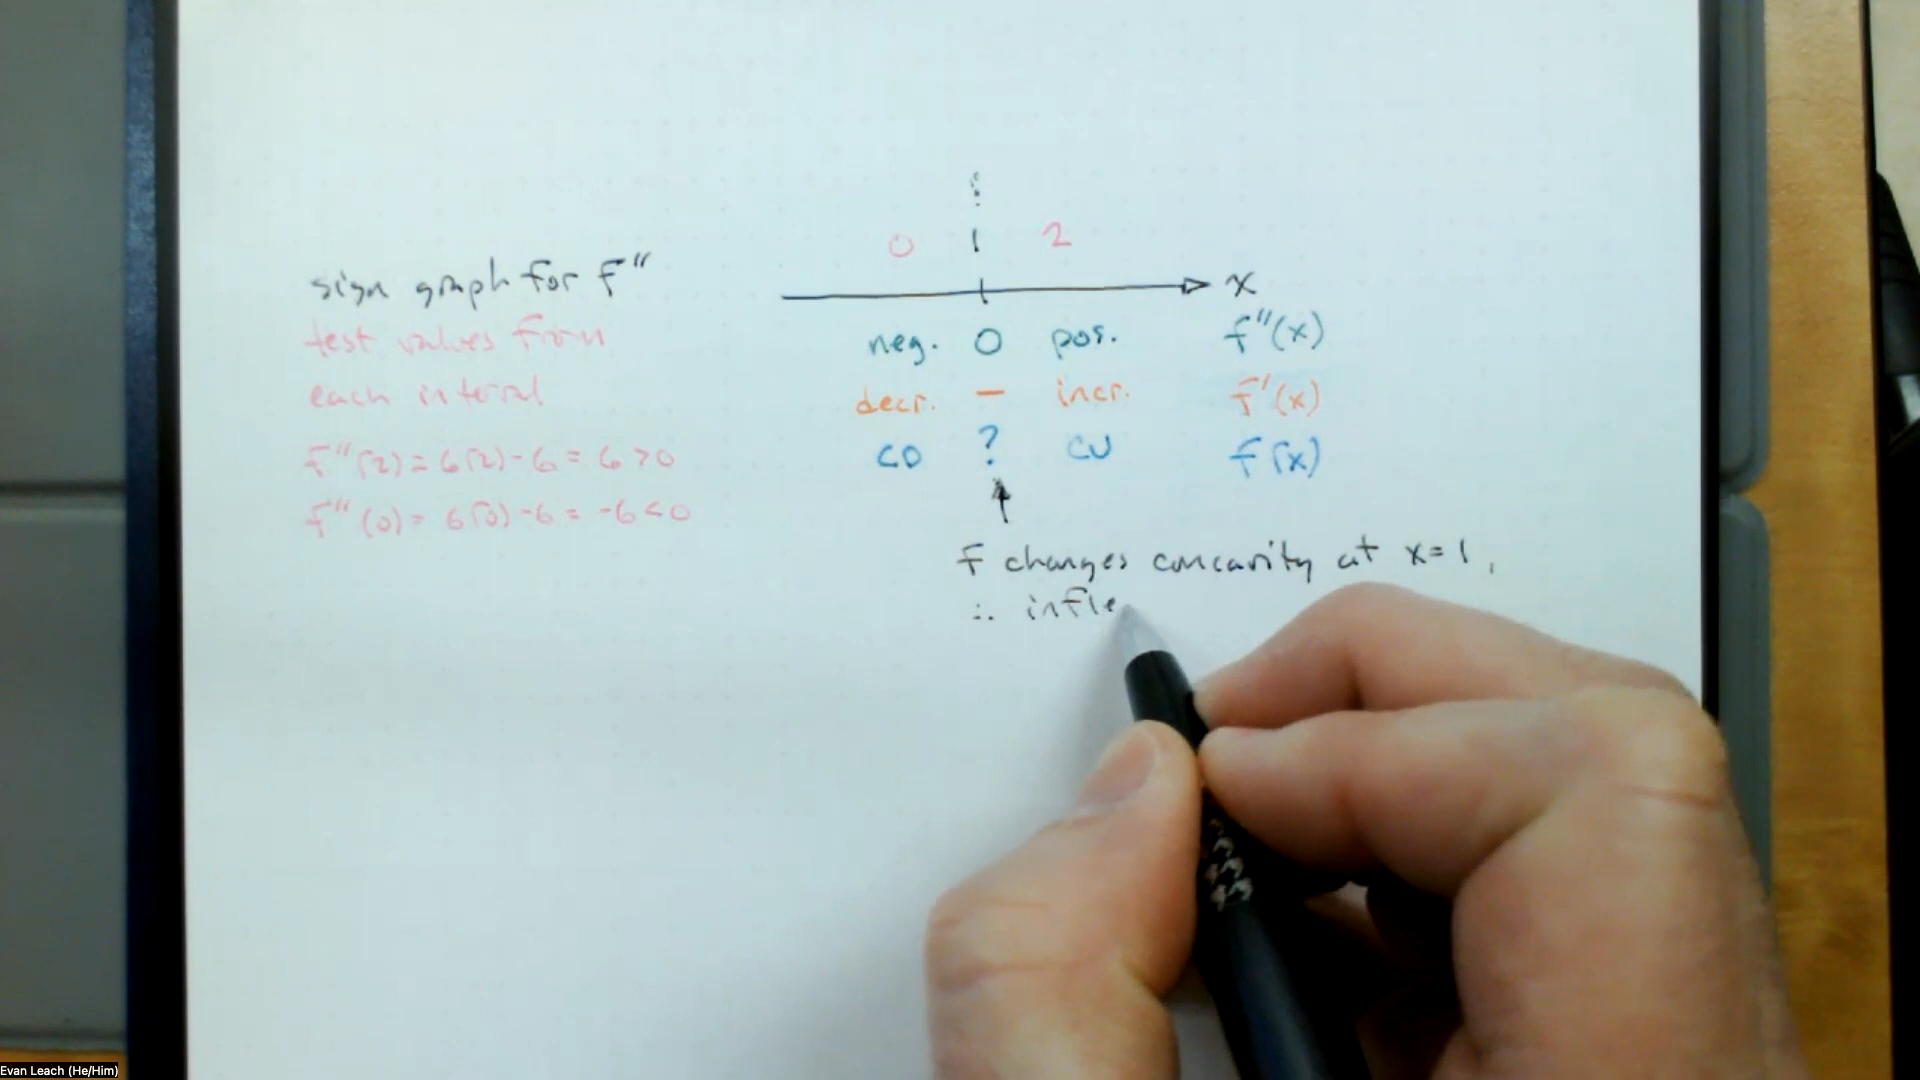 ⋮
0 1 2
sign graph for f"
x
test values from
neg. 0 pos. f"(x)
each interval
decr. – incr. f'(x)
f"(2) = 6(2)-6 = 6 >0
CD ? CU f(x)
f"(0) = 6(0)-6 = -6<0
f changes concavity at x=1,
∴ infle
Evan Leach (He/Him)